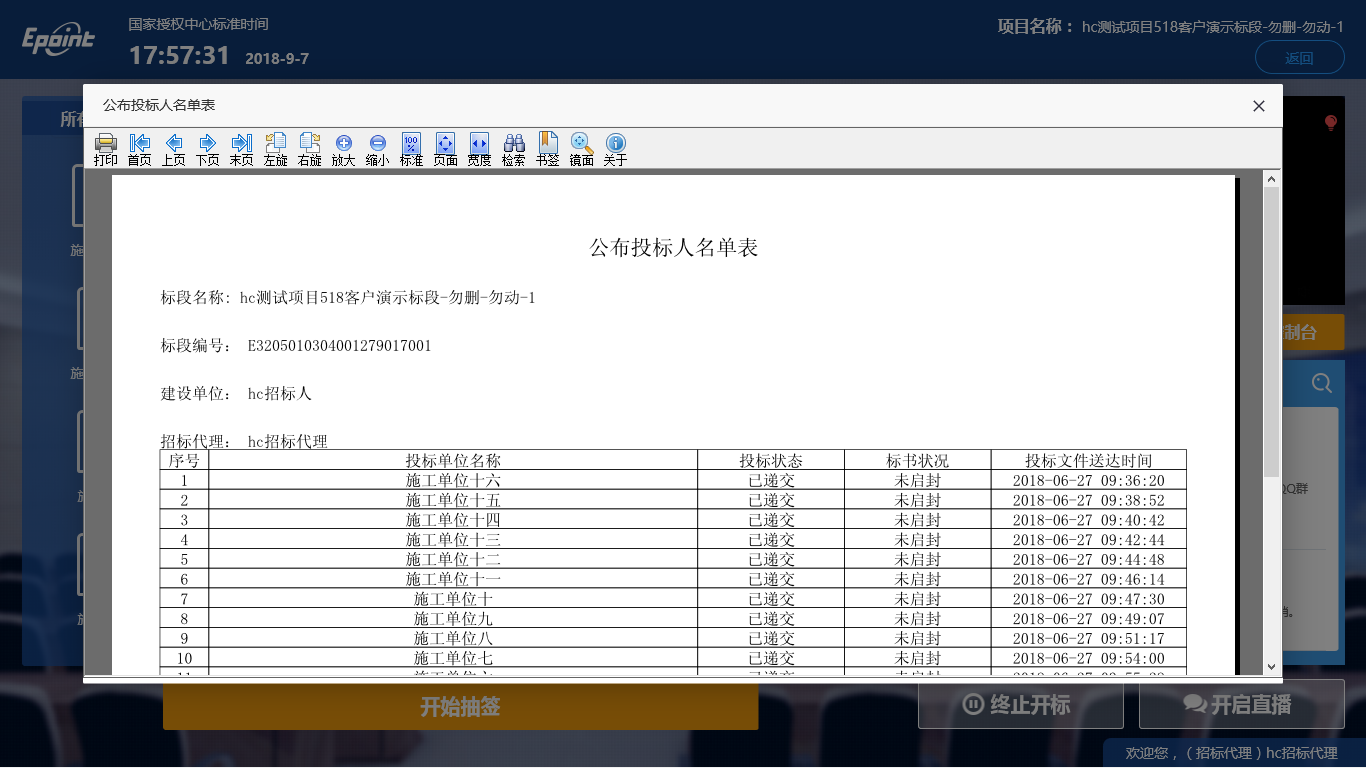 Epoint
国家授权中心标准时间
17:57:31 2018-9-7
项目名称： hc测试项目518客户演示标段-勿删-勿动-1
返回
公布投标人名单表
打印 首页 上页 下页 末页 左旋 右旋 放大 缩小 标准 页面 宽度 检索 书签 镜面 关于
公布投标人名单表
标段名称: hc测试项目518客户演示标段-勿删-勿动-1
标段编号： E3205010304001279017001
建设单位： hc招标人
招标代理： hc招标代理
序号 投标单位名称 投标状态 标书状况 投标文件送达时间
1 施工单位十六 已递交 未启封 2018-06-27 09:36:20
2 施工单位十五 已递交 未启封 2018-06-27 09:38:52
3 施工单位十四 已递交 未启封 2018-06-27 09:40:42
4 施工单位十三 已递交 未启封 2018-06-27 09:42:44
5 施工单位十二 已递交 未启封 2018-06-27 09:44:48
6 施工单位十一 已递交 未启封 2018-06-27 09:46:14
7 施工单位十 已递交 未启封 2018-06-27 09:47:30
8 施工单位九 已递交 未启封 2018-06-27 09:49:07
9 施工单位八 已递交 未启封 2018-06-27 09:51:17
10 施工单位七 已递交 未启封 2018-06-27 09:54:00
所
施
施
制台
QQ群
开始抽签
终止开标
开启直播
欢迎您，（招标代理）hc招标代理